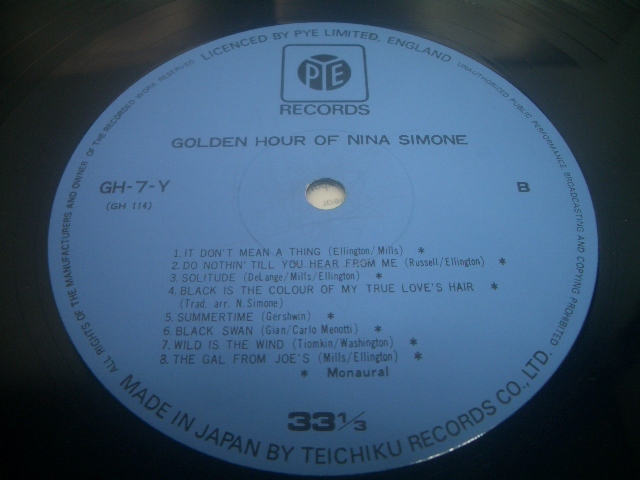 ALL RIGHTS OF THE MANUFACTURERS AND OWNER OF THE RECORDED WORK RESERVED
LICENCED BY PYE LIMITED, ENGLAND
UNAUTHORIZED PUBLIC PERFORMANCE, BROADCASTING AND COPYING PROHIBITED
PYE
RECORDS
GOLDEN HOUR OF NINA SIMONE
GH-7-Y B
(GH 114)
1. IT DON'T MEAN A THING (Ellington/Mills) *
2. DO NOTHIN' TILL YOU HEAR FROM ME (Russell/Ellington) *
3. SOLITUDE (DeLange/Mills/Ellington) *
4. BLACK IS THE COLOUR OF MY TRUE LOVE'S HAIR *
(Trad. arr. N. Simone)
5. SUMMERTIME (Gershwin) *
6. BLACK SWAN (Gian/Carlo Menotti) *
7. WILD IS THE WIND (Tiomkin/Washington) *
8. THE GAL FROM JOE'S (Mills/Ellington) *
* Monaural
33 1/3
MADE IN JAPAN BY TEICHIKU RECORDS CO., LTD.